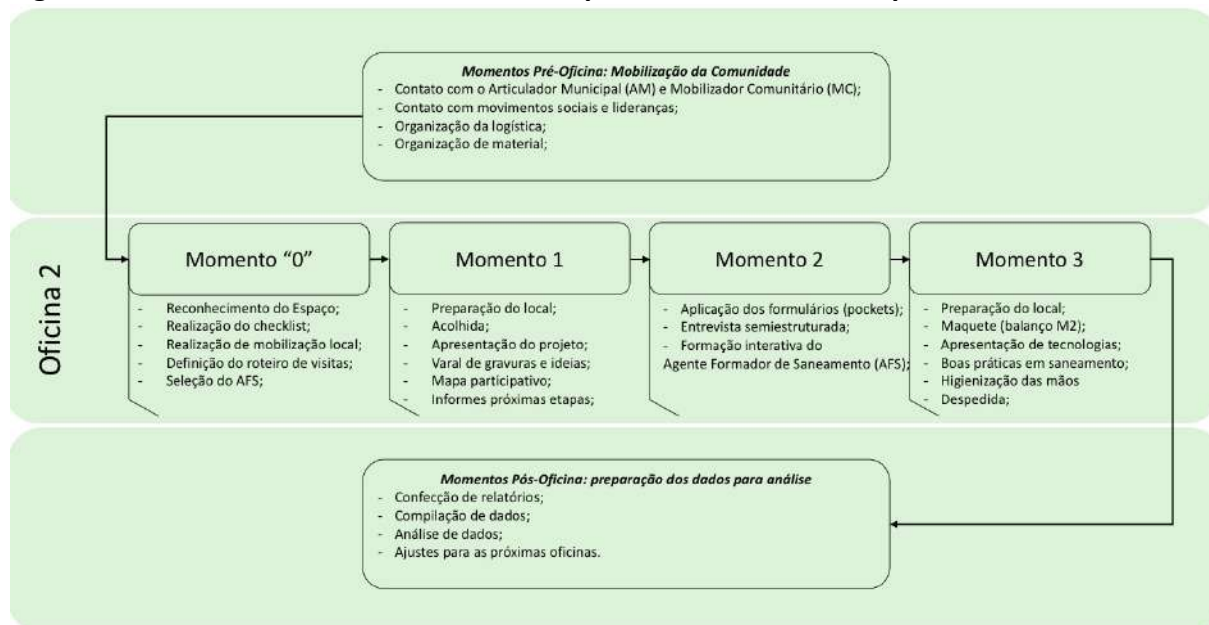 Momentos Pré-Oficina: Mobilização da Comunidade
- Contato com o Articulador Municipal (AM) e Mobilizador Comunitário (MC);
- Contato com movimentos sociais e lideranças;
- Organização da logística;
- Organização de material;
Oficina 2
Momento “0”
- Reconhecimento do Espaço;
- Realização do checklist;
- Realização de mobilização local;
- Definição do roteiro de visitas;
- Seleção do AFS;
Momento 1
- Preparação do local;
- Acolhida;
- Apresentação do projeto;
- Varal de gravuras e ideias;
- Mapa participativo;
- Informes próximas etapas;
Momento 2
- Aplicação dos formulários (pockets);
- Entrevista semiestruturada;
- Formação interativa do
Agente Formador de Saneamento (AFS);
Momento 3
- Preparação do local;
- Maquete (balanço M2);
- Apresentação de tecnologias;
- Boas práticas em saneamento;
- Higienização das mãos
- Despedida;
Momentos Pós-Oficina: preparação dos dados para análise
- Confecção de relatórios;
- Compilação de dados;
- Análise de dados;
- Ajustes para as próximas oficinas.